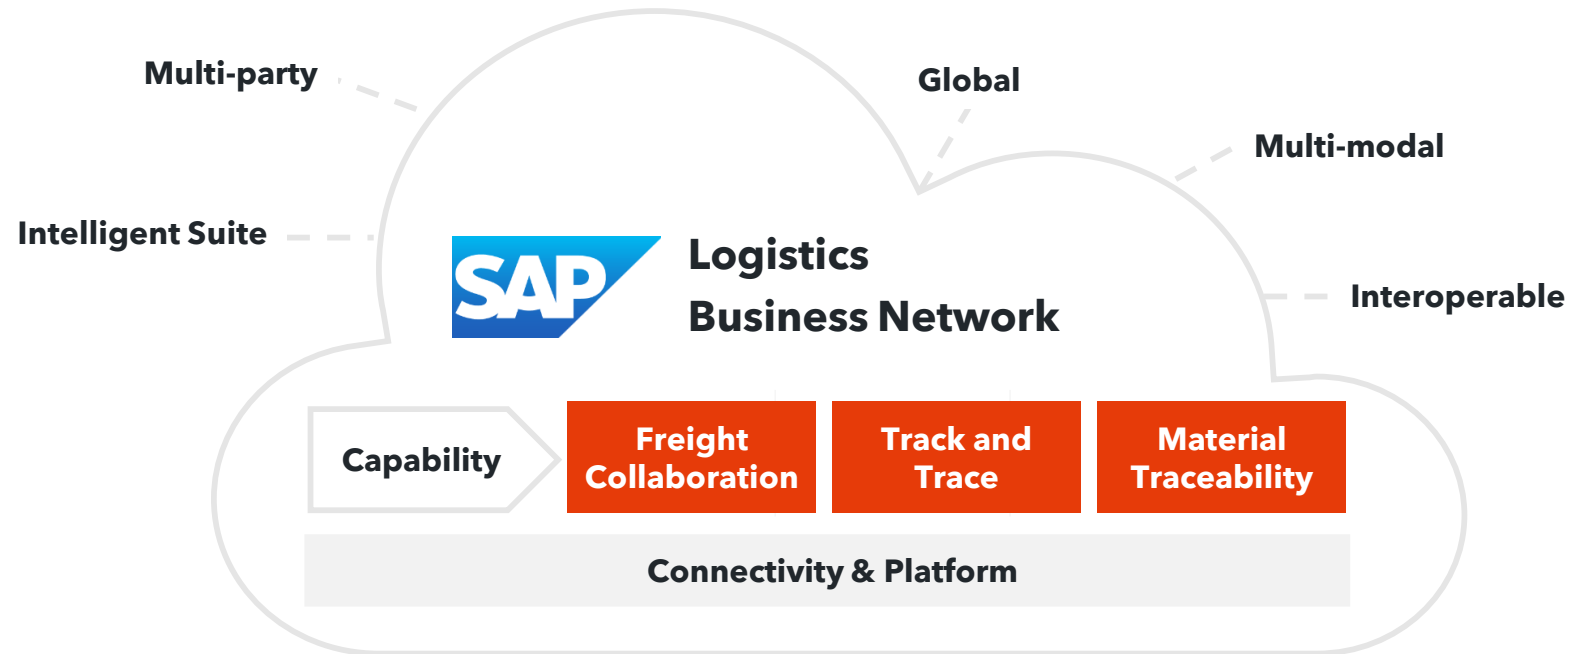 Multi-party
Global
Multi-modal
Intelligent Suite
SAP
Logistics
Business Network
Interoperable
Capability
Freight
Collaboration
Track and
Trace
Material
Traceability
Connectivity & Platform